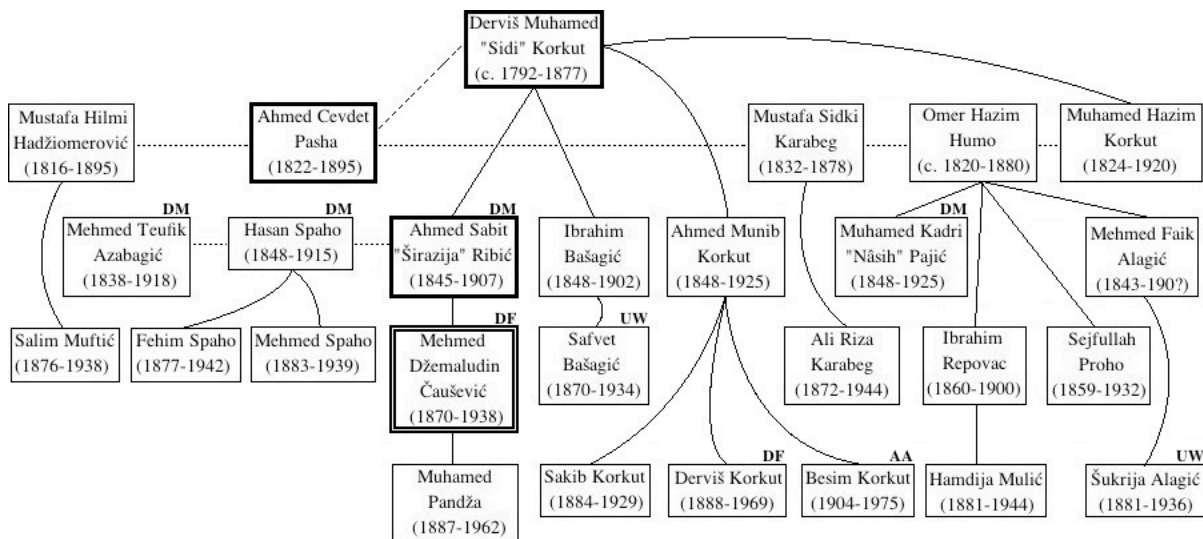 Derviš Muhamed
"Sidi" Korkut
(c. 1792-1877)
Mustafa Hilmi
Hadžiomerović
(1816-1895)
Ahmed Cevdet
Pasha
(1822-1895)
Mustafa Sidki
Karabeg
(1832-1878)
Omer Hazim
Humo
(c. 1820-1880)
Muhamed Hazim
Korkut
(1824-1920)
DM
Mehmed Teufik
Azabagić
(1838-1918)
DM
Hasan Spaho
(1848-1915)
DM
Ahmed Sabit
"Širazija" Ribić
(1845-1907)
Ibrahim
Bašagić
(1848-1902)
Ahmed Munib
Korkut
(1848-1925)
DM
Muhamed Kadri
"Nâsih" Pajić
(1848-1925)
Mehmed Faik
Alagić
(1843-190?)
Salim Muftić
(1876-1938)
Fehim Spaho
(1877-1942)
Mehmed Spaho
(1883-1939)
DF
Mehmed
Džemaludin
Čaušević
(1870-1938)
UW
Safvet
Bašagić
(1870-1934)
Ali Riza
Karabeg
(1872-1944)
Ibrahim
Repovac
(1860-1900)
Sejfullah
Proho
(1859-1932)
Muhamed
Pandža
(1887-1962)
Sakib Korkut
(1884-1929)
DF
Derviš Korkut
(1888-1969)
AA
Besim Korkut
(1904-1975)
Hamdija Mulić
(1881-1944)
UW
Šukrija Alagić
(1881-1936)